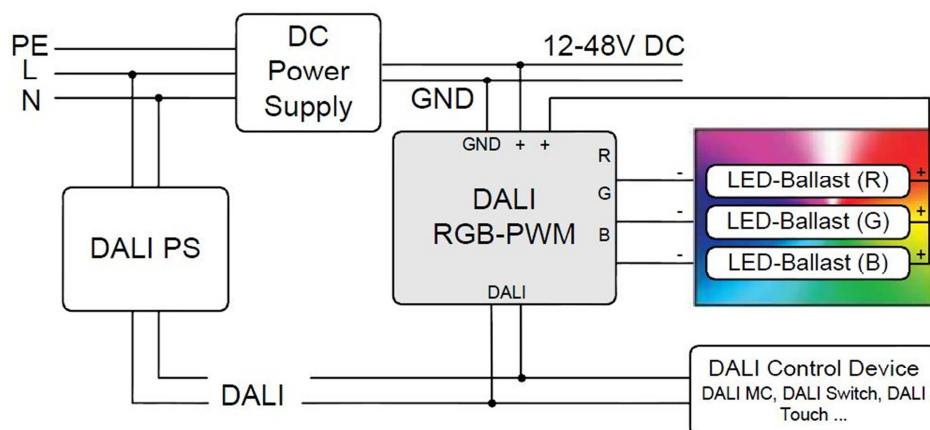 PE
L
N
DC
Power
Supply
12-48V DC
GND
GND + +
R
G
B
DALI
RGB-PWM
DALI
-
-
-
LED-Ballast (R) +
LED-Ballast (G) +
LED-Ballast (B) +
DALI PS
DALI
DALI Control Device
DALI MC, DALI Switch, DALI
Touch ...